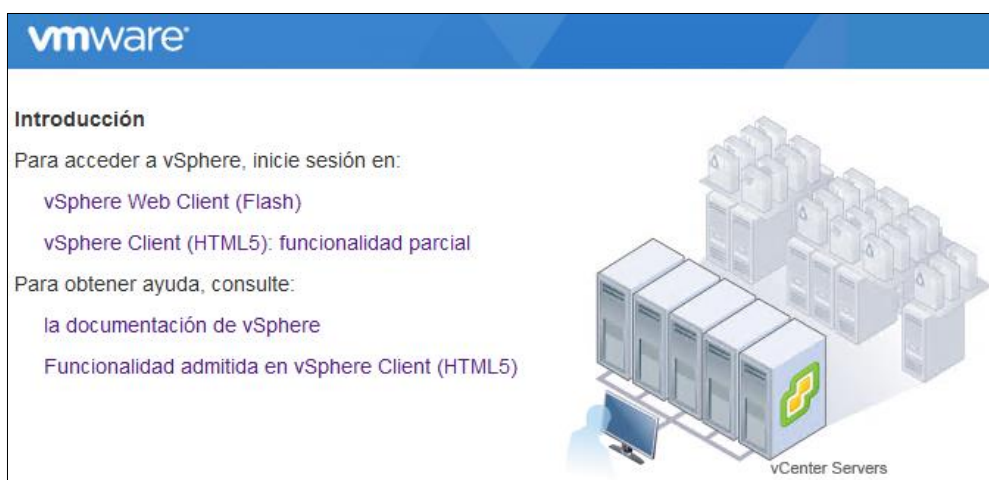 vmware
Introducción
Para acceder a vSphere, inicie sesión en:
vSphere Web Client (Flash)
vSphere Client (HTML5): funcionalidad parcial
Para obtener ayuda, consulte:
la documentación de vSphere
Funcionalidad admitida en vSphere Client (HTML5)
vCenter Servers